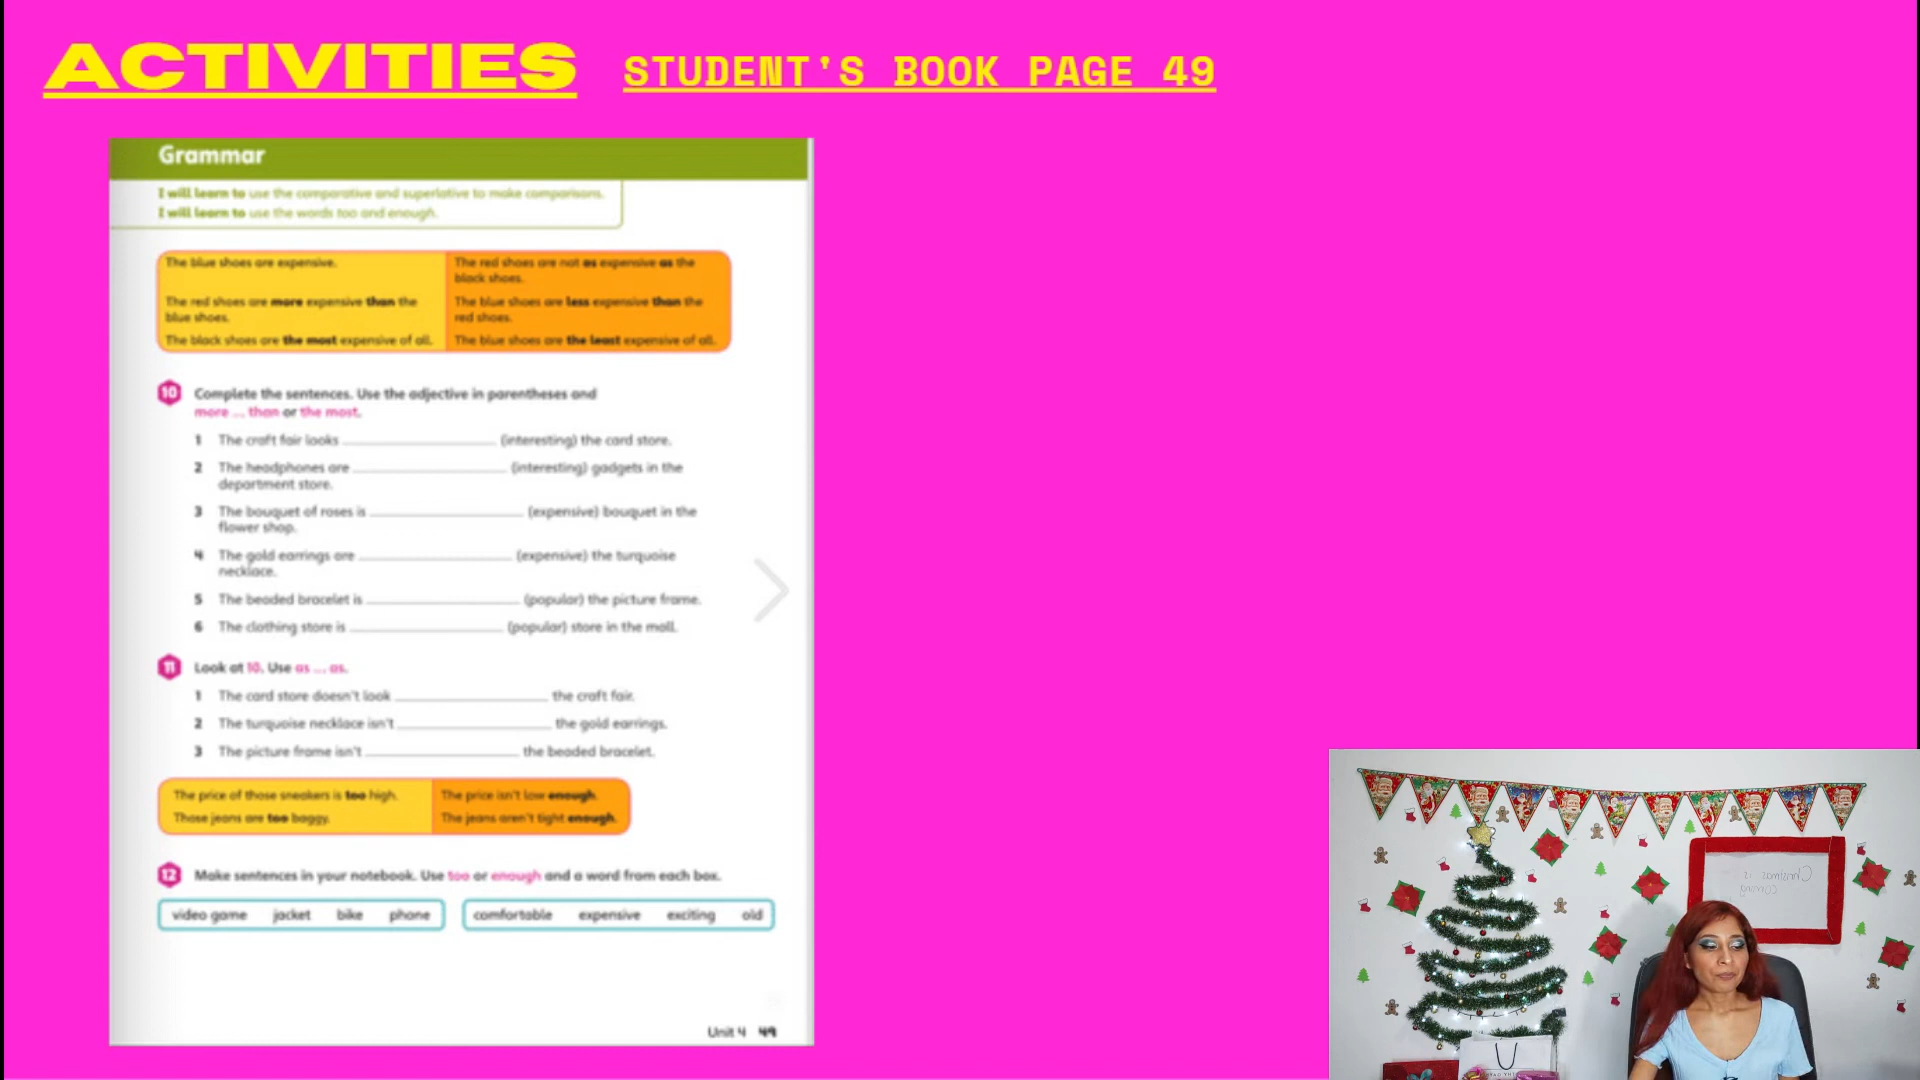 ACTIVITIES STUDENT'S BOOK PAGE 49
Grammar
I will learn to use the comparative and superlative to make comparisons.
I will learn to use the words too and enough.
The blue shoes are expensive.
The red shoes are more expensive than the
blue shoes.
The black shoes are the most expensive of all.
The red shoes are not as expensive as the
black shoes.
The blue shoes are less expensive than the
red shoes.
The blue shoes are the least expensive of all.
10 Complete the sentences. Use the adjective in parentheses and
more ... than or the most.
1 The craft fair looks ____ (interesting) the card store.
2 The headphones are ____ (interesting) gadgets in the
department store.
3 The bouquet of roses is ____ (expensive) bouquet in the
flower shop.
4 The gold earrings are ____ (expensive) the turquoise
necklace.
5 The beaded bracelet is ____ (popular) the picture frame.
6 The clothing store is ____ (popular) store in the mall.
11 Look at 10. Use as ... as.
1 The card store doesn't look ____ the craft fair.
2 The turquoise necklace isn't ____ the gold earrings.
3 The picture frame isn't ____ the beaded bracelet.
The price of those sneakers is too high.
Those jeans are too baggy.
The price isn't low enough.
The jeans aren't tight enough.
12 Make sentences in your notebook. Use too or enough and a word from each box.
video game jacket bike phone
comfortable expensive exciting old
Unit 4 49
Christmas is
coming